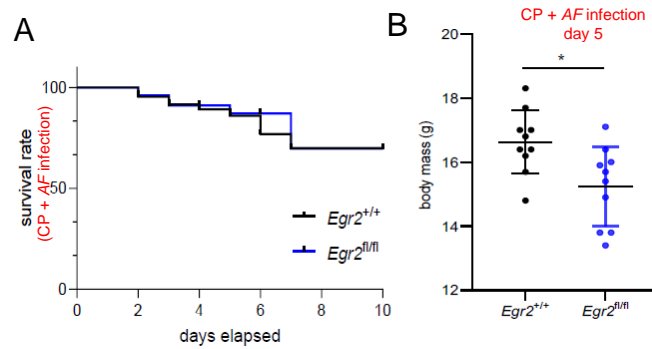 A
survival rate
(CP + AF infection)
100
50
0
Egr2+/+
Egr2fl/fl
0 2 4 6 8 10
days elapsed
B
CP + AF infection
day 5
*
body mass (g)
20
18
16
14
12
Egr2+/+ Egr2fl/fl